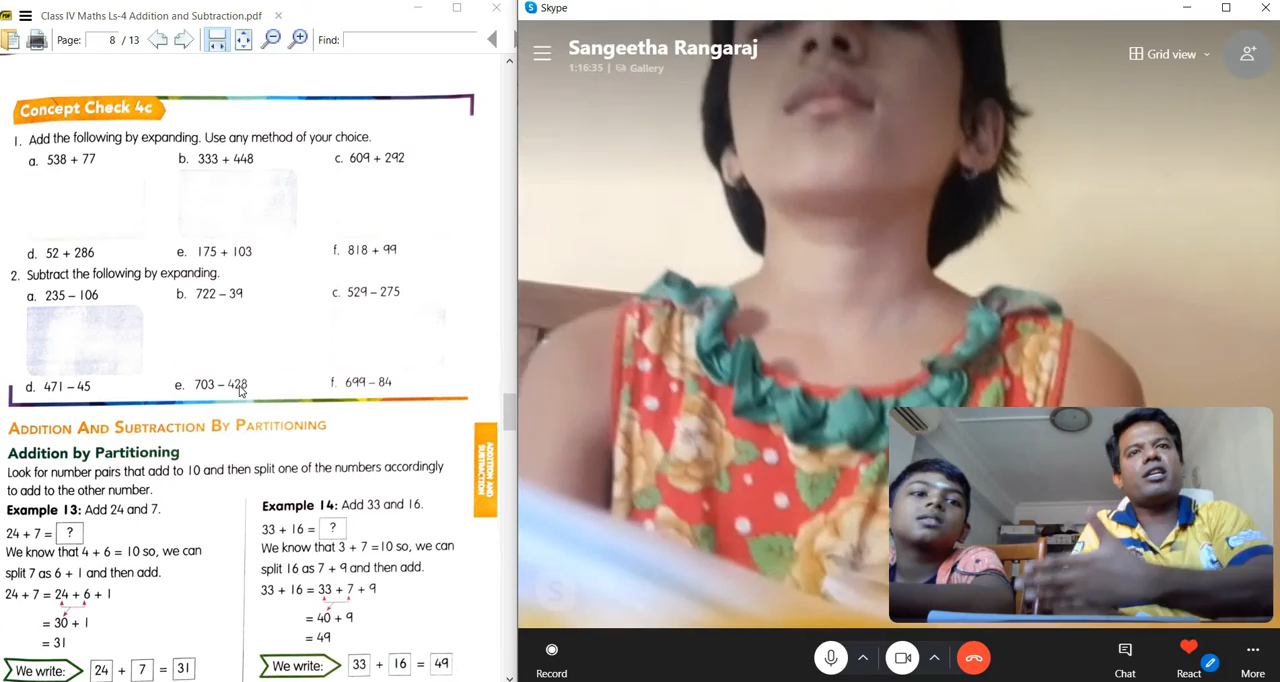 Class IV Maths Ls-4 Addition and Subtraction.pdf
Skype
Page: 8 / 13
Find:
Sangeetha Rangaraj
1:16:35 | Gallery
Grid view
Concept Check 4c
1. Add the following by expanding. Use any method of your choice.
a. 538 + 77 b. 333 + 448 c. 609 + 292
d. 52 + 286 e. 175 + 103 f. 818 + 99
2. Subtract the following by expanding.
a. 235 – 106 b. 722 – 39 c. 529 – 275
d. 471 – 45 e. 703 – 428 f. 699 – 84
ADDITION AND SUBTRACTION BY PARTITIONING
Addition by Partitioning
Look for number pairs that add to 10 and then split one of the numbers accordingly
to add to the other number.
Example 13: Add 24 and 7.
24 + 7 = ?
We know that 4 + 6 = 10 so, we can
split 7 as 6 + 1 and then add.
24 + 7 = 24 + 6 + 1
= 30 + 1
= 31
We write: 24 + 7 = 31
Example 14: Add 33 and 16.
33 + 16 = ?
We know that 3 + 7 = 10 so, we can
split 16 as 7 + 9 and then add.
33 + 16 = 33 + 7 + 9
= 40 + 9
= 49
We write: 33 + 16 = 49
ADDITION AND
SUBTRACTION
Record
Chat
React
More